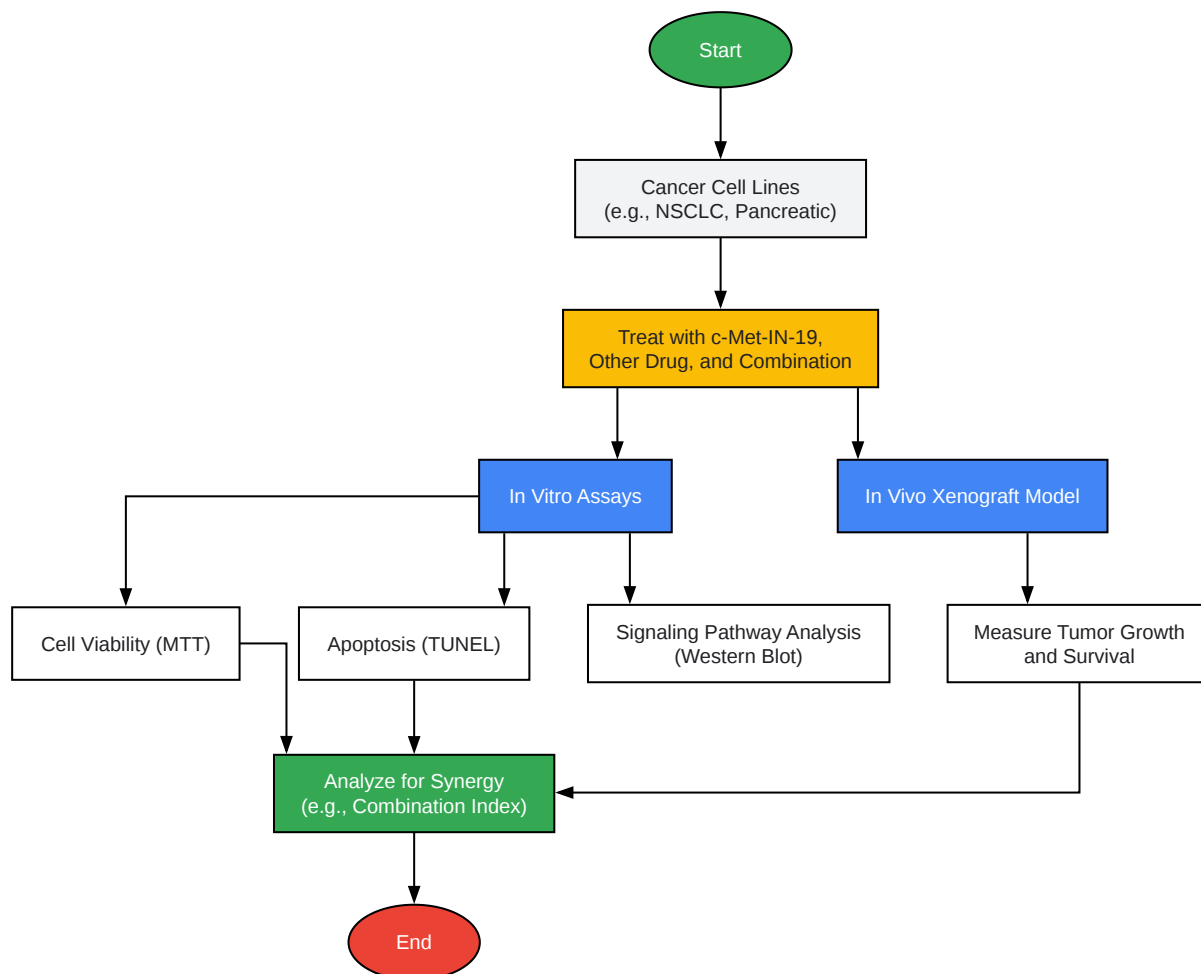 Start
Cancer Cell Lines
(e.g., NSCLC, Pancreatic)
Treat with c-Met-IN-19,
Other Drug, and Combination
In Vitro Assays
In Vivo Xenograft Model
Cell Viability (MTT)
Apoptosis (TUNEL)
Signaling Pathway Analysis
(Western Blot)
Measure Tumor Growth
and Survival
Analyze for Synergy
(e.g., Combination Index)
End